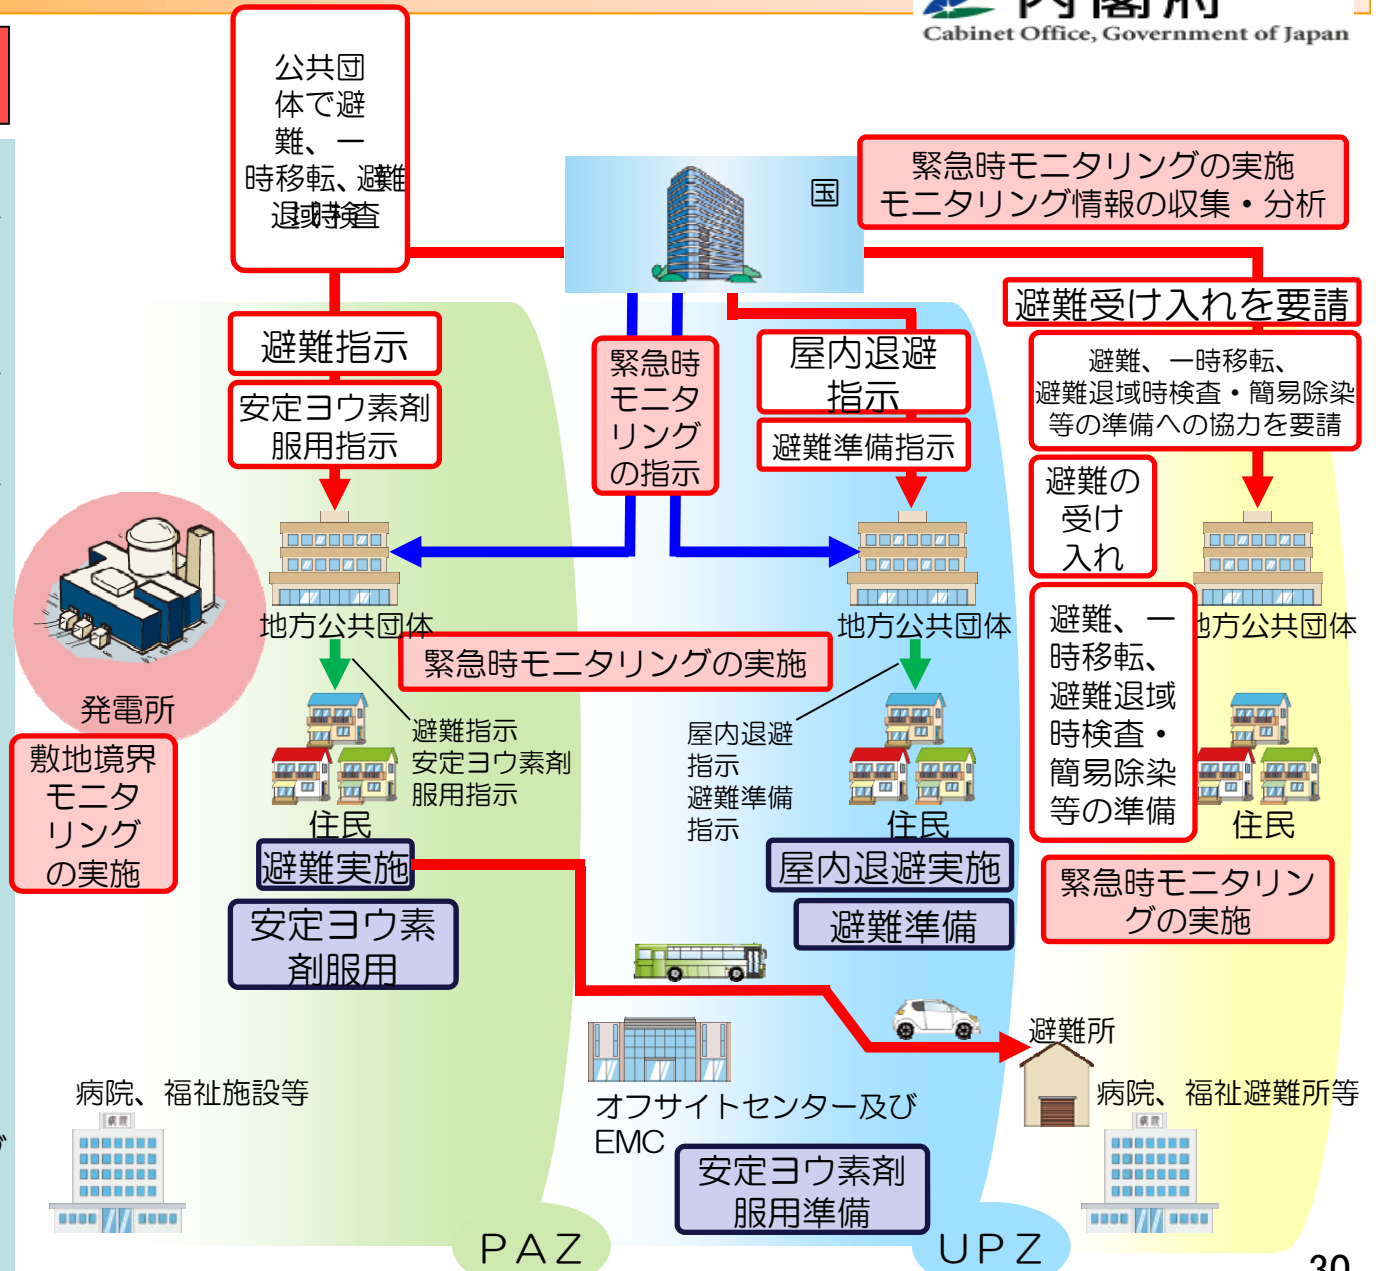 内閣府
Cabinet Office, Government of Japan
公共団
体で避
難、一
時移転、避難
退域時検査
国
緊急時モニタリングの実施
モニタリング情報の収集・分析
避難指示
安定ヨウ素剤
服用指示
緊急時
モニタ
リング
の指示
屋内退避
指示
避難準備指示
避難受け入れを要請
避難、一時移転、
避難退域時検査・簡易除染
等の準備への協力を要請
避難の
受け
入れ
地方公共団体
地方公共団体
地方公共団体
避難、一
時移転、
避難退域
時検査・
簡易除染
等の準備
緊急時モニタリングの実施
発電所
敷地境界
モニタ
リング
の実施
避難指示
安定ヨウ素剤
服用指示
屋内退避
指示
避難準備
指示
住民
住民
住民
避難実施
安定ヨウ素
剤服用
屋内退避実施
避難準備
緊急時モニタリン
グの実施
避難所
病院、福祉施設等
病院
オフサイトセンター及び
EMC
安定ヨウ素剤
服用準備
病院、福祉避難所等
病院
PAZ
UPZ
30